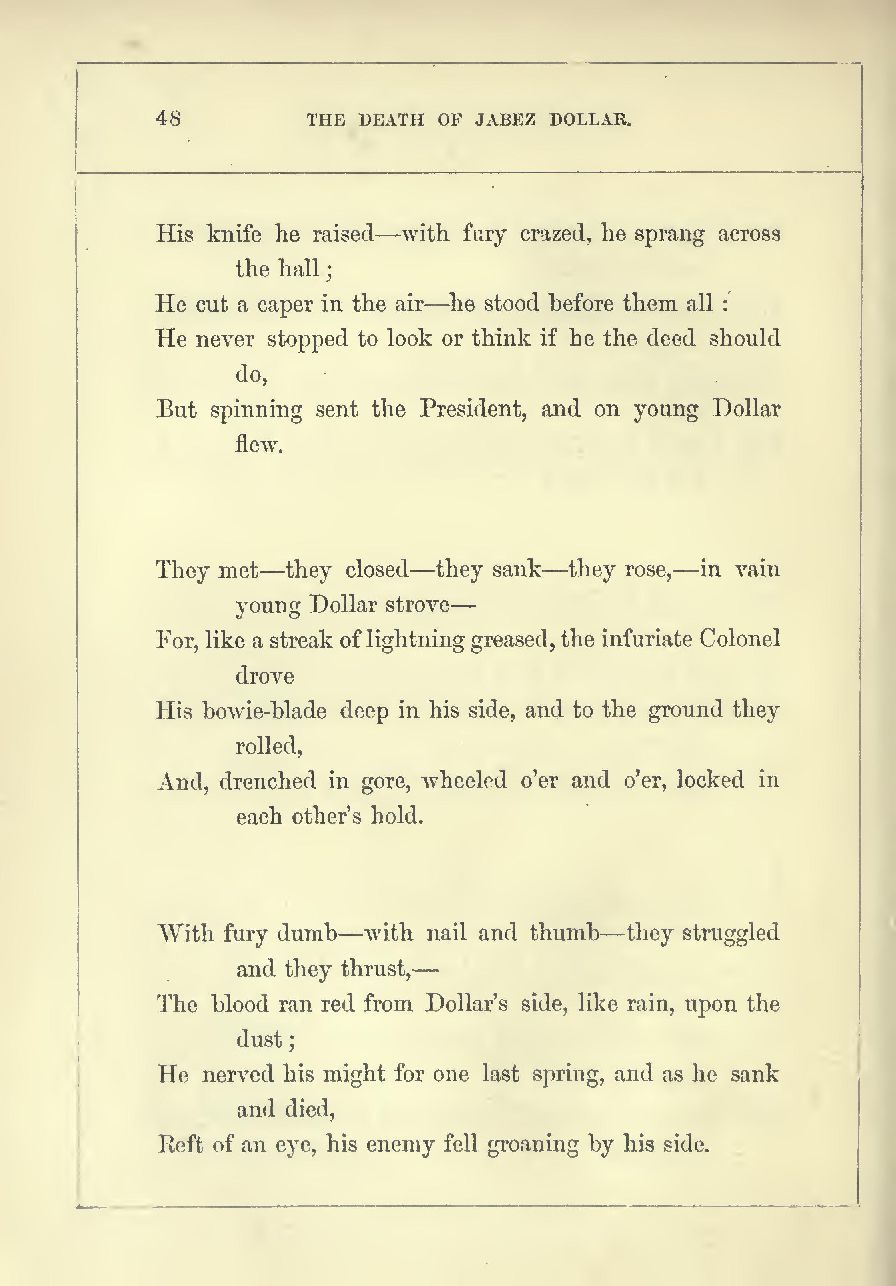 48 THE DEATH OF JABEZ DOLLAR.
His knife he raised—with fury crazed, he sprang across
the hall;
He cut a caper in the air—he stood before them all:
He never stopped to look or think if he the deed should
do,
But spinning sent the President, and on young Dollar
flew.
They met—they closed—they sank—they rose,—in vain
young Dollar strove—
For, like a streak of lightning greased, the infuriate Colonel
drove
His bowie-blade deep in his side, and to the ground they
rolled,
And, drenched in gore, wheeled o'er and o'er, locked in
each other's hold.
With fury dumb—with nail and thumb—they struggled
and they thrust,—
The blood ran red from Dollar's side, like rain, upon the
dust;
He nerved his might for one last spring, and as he sank
and died,
Reft of an eye, his enemy fell groaning by his side.